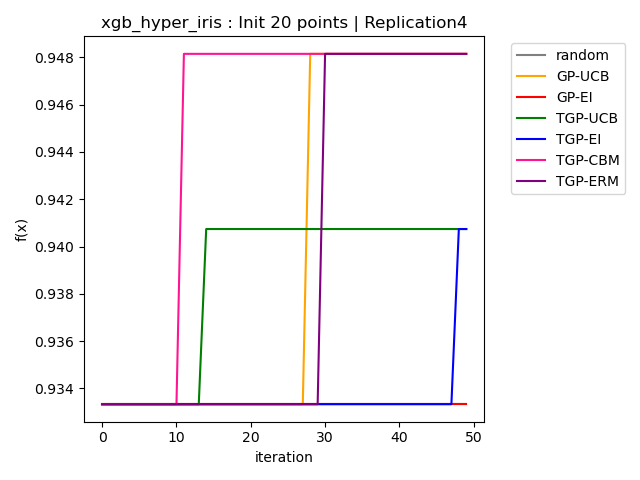 xgb_hyper_iris : Init 20 points | Replication4
f(x)
0.948
0.946
0.944
0.942
0.940
0.938
0.936
0.934
0
10
20
30
40
50
iteration
random
GP-UCB
GP-EI
TGP-UCB
TGP-EI
TGP-CBM
TGP-ERM